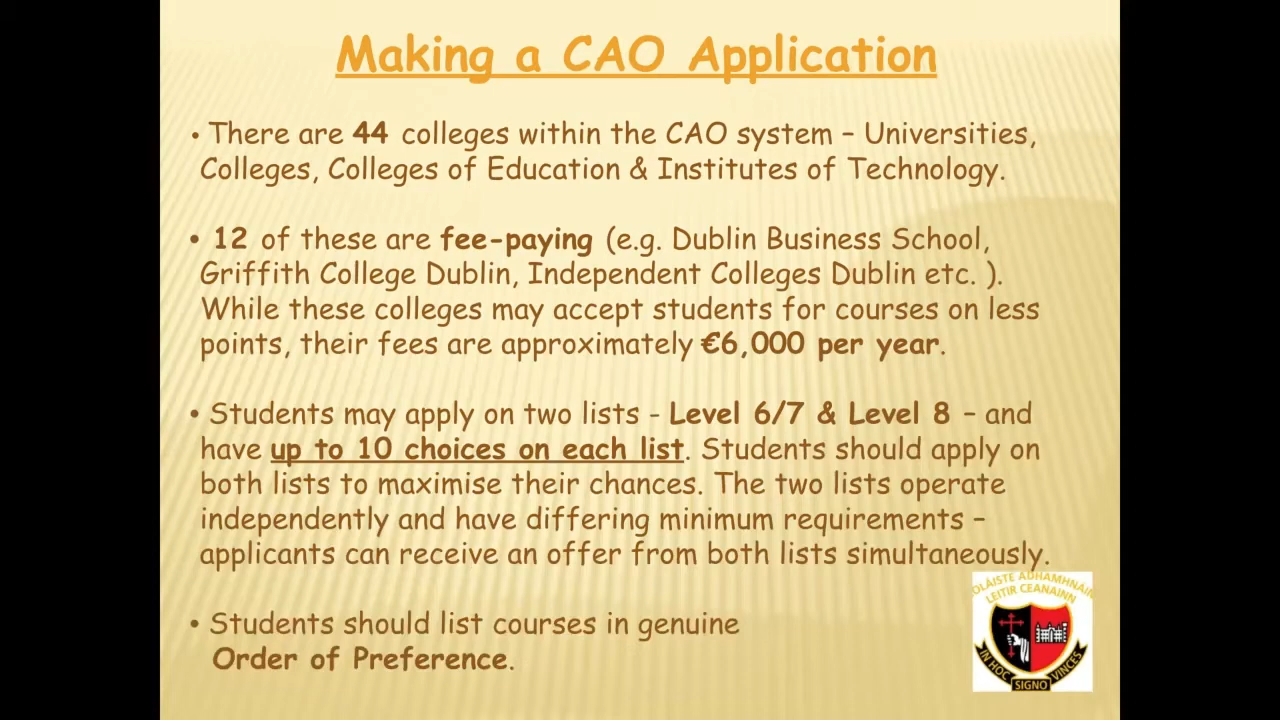 Making a CAO Application
• There are 44 colleges within the CAO system – Universities,
Colleges, Colleges of Education & Institutes of Technology.
• 12 of these are fee-paying (e.g. Dublin Business School,
Griffith College Dublin, Independent Colleges Dublin etc. ).
While these colleges may accept students for courses on less
points, their fees are approximately €6,000 per year.
• Students may apply on two lists - Level 6/7 & Level 8 – and
have up to 10 choices on each list. Students should apply on
both lists to maximise their chances. The two lists operate
independently and have differing minimum requirements –
applicants can receive an offer from both lists simultaneously.
• Students should list courses in genuine
Order of Preference.
OLÁISTE ADHAMHNÁIN
LEITIR CEANAINN
IN HOC SIGNO VINCES